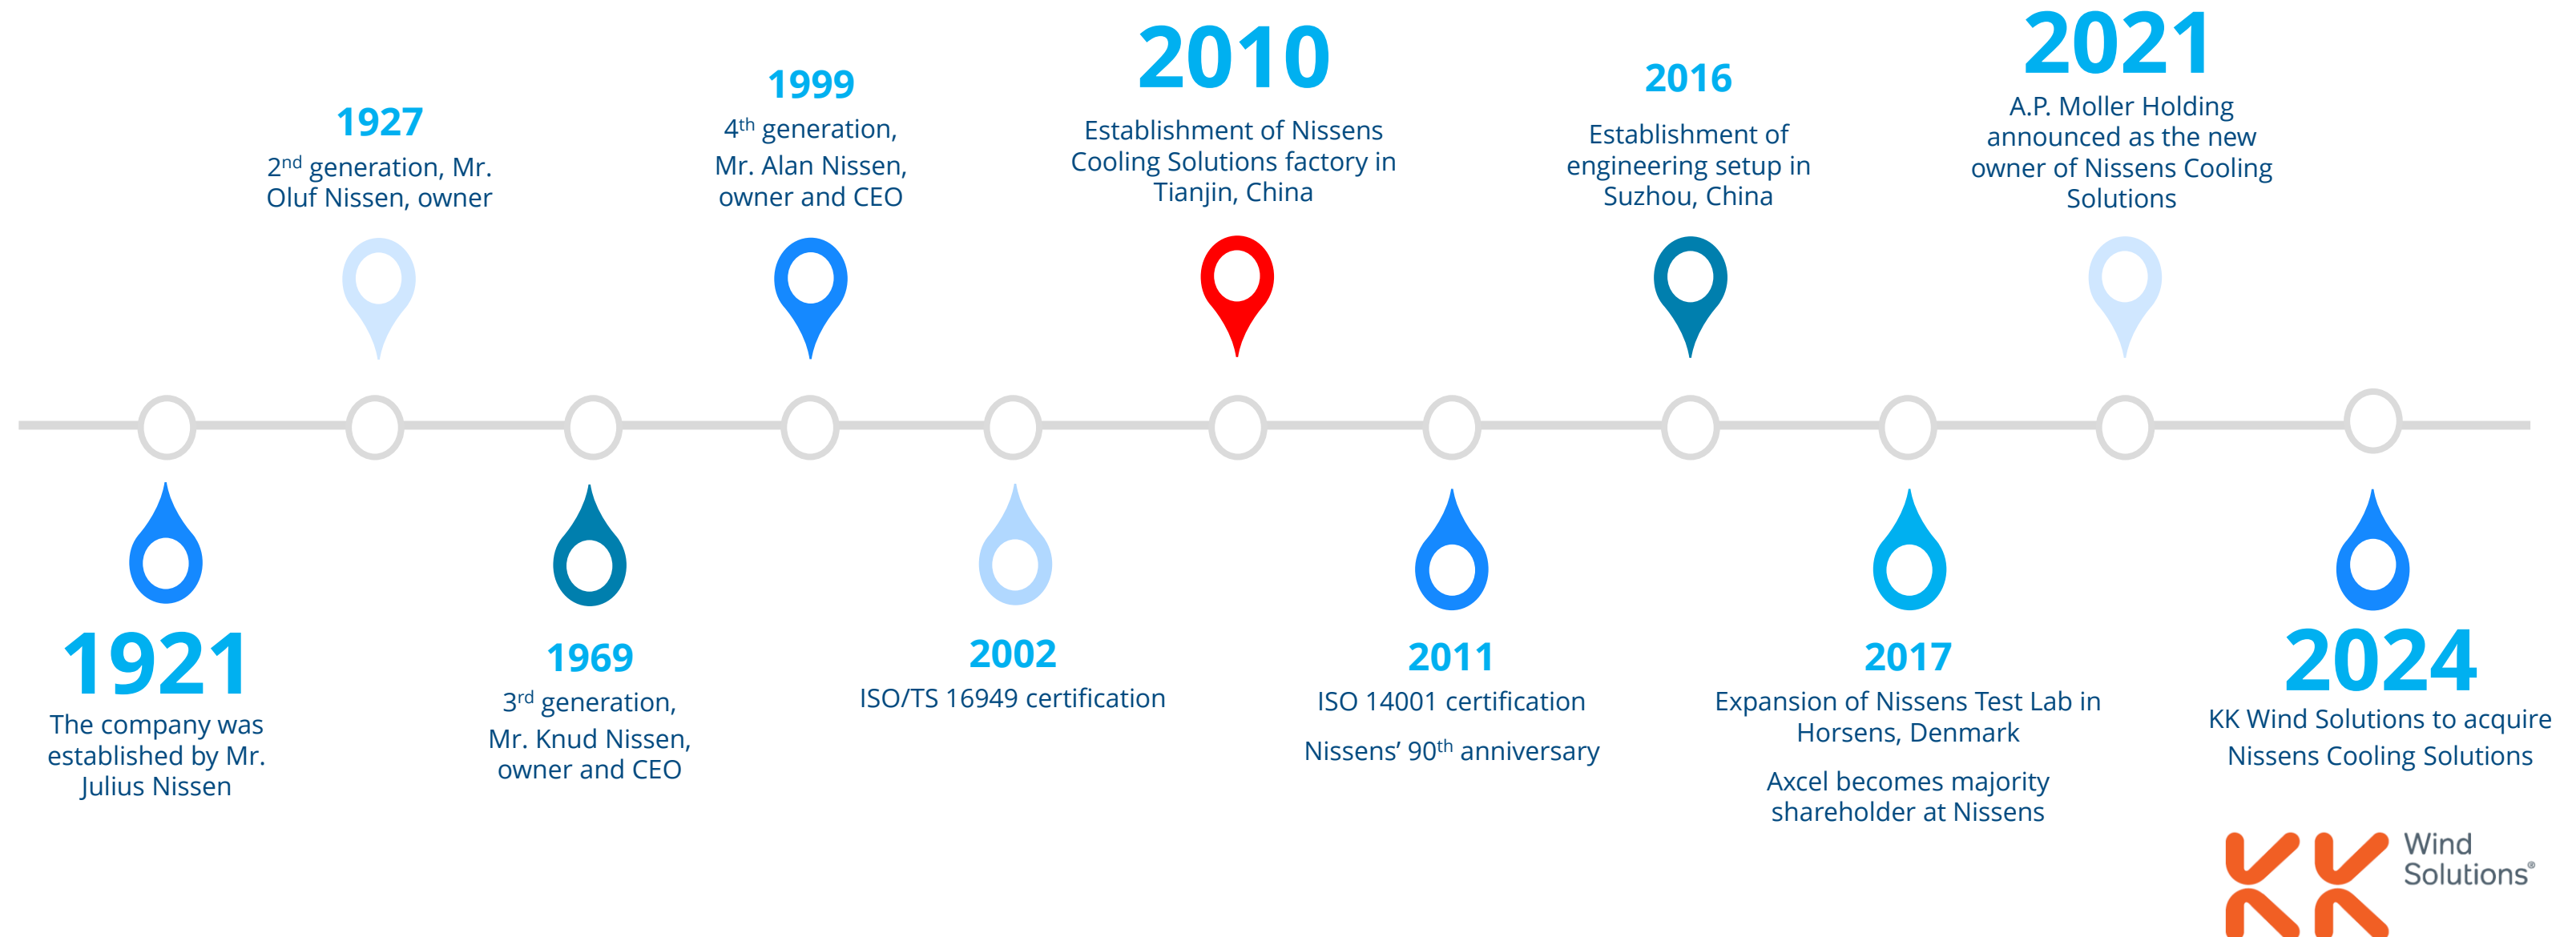 1921
The company was
established by Mr.
Julius Nissen
1927
2nd generation, Mr.
Oluf Nissen, owner
1969
3rd generation,
Mr. Knud Nissen,
owner and CEO
1999
4th generation,
Mr. Alan Nissen,
owner and CEO
2002
ISO/TS 16949 certification
2010
Establishment of Nissens
Cooling Solutions factory in
Tianjin, China
2011
ISO 14001 certification
Nissens’ 90th anniversary
2016
Establishment of
engineering setup in
Suzhou, China
2017
Expansion of Nissens Test Lab in
Horsens, Denmark
Axcel becomes majority
shareholder at Nissens
2021
A.P. Moller Holding
announced as the new
owner of Nissens Cooling
Solutions
2024
KK Wind Solutions to acquire
Nissens Cooling Solutions
KK Wind
Solutions®